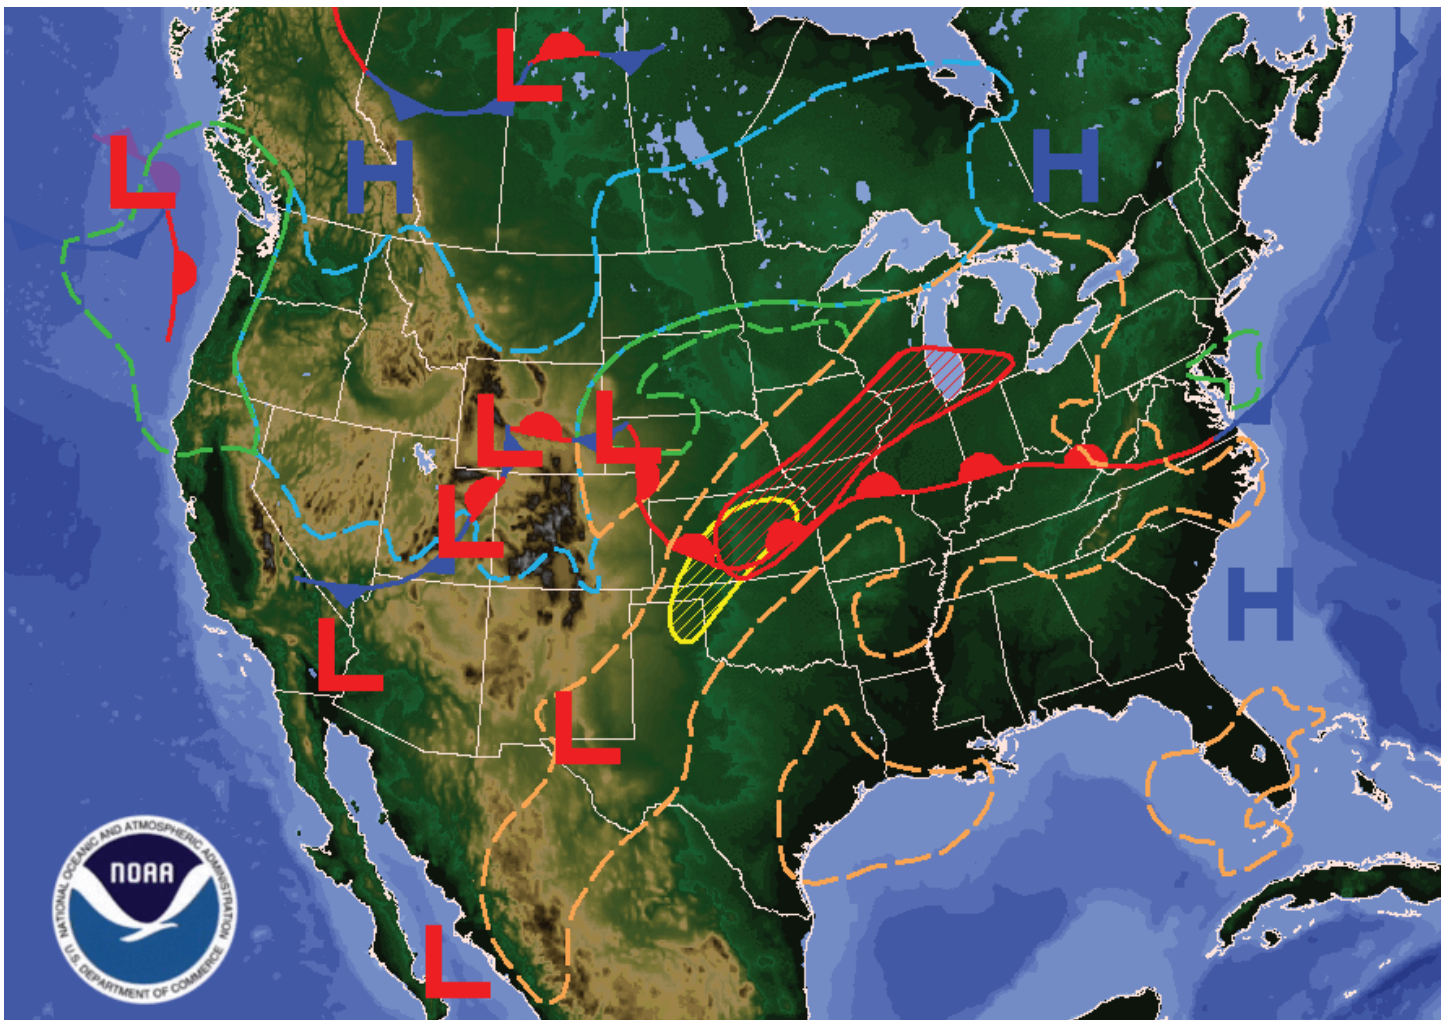 L
L
H
H
L
L
L
H
L
L
L
NATIONAL OCEANIC AND ATMOSPHERIC ADMINISTRATION
NOAA
U.S. DEPARTMENT OF COMMERCE